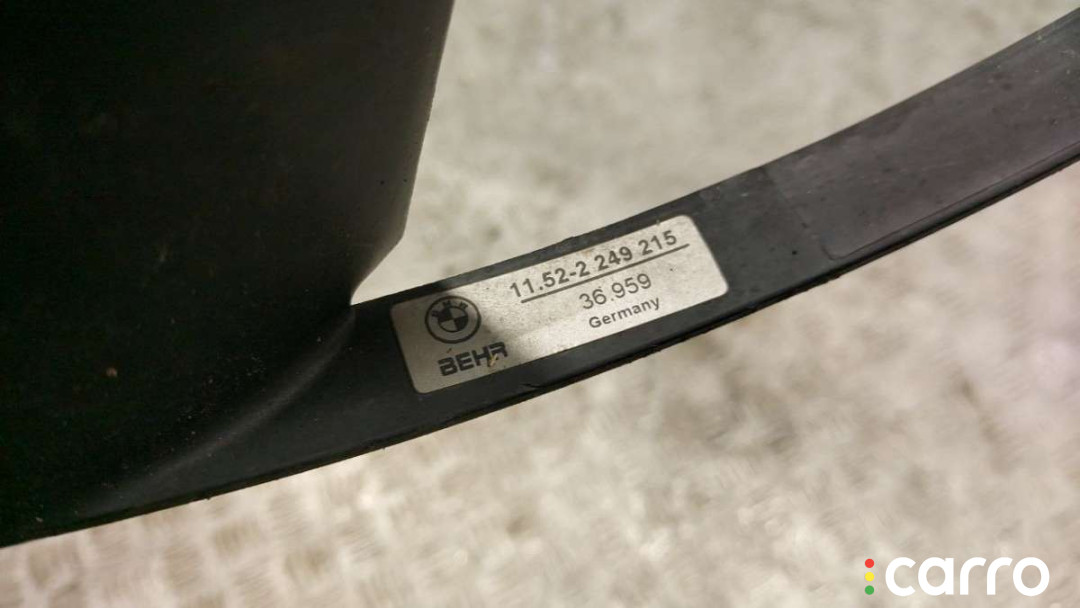 11.52-2 249 215
36.959
Germany
BEHR
carro